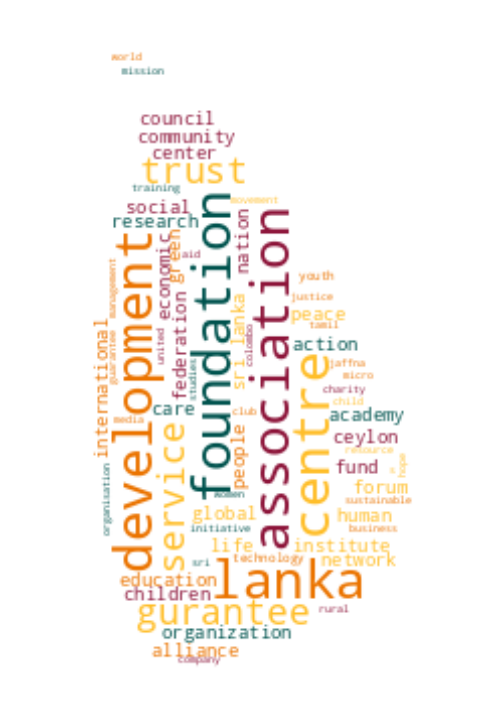 world
mission
council
community
center
trust
training
movement
social
research
foundation
association
nation
development
economic
green
aid
management
youth
justice
peace
tamil
sri lanka
federation
international
guarantee
united
colombo
action
centre
jaffna
micro
studies
charity
child
care
club
academy
media
service
people
ceylon
resource
fund
hope
organisation
women
forum
sustainable
global
human
initiative
business
life
institute
sri
technology
network
lanka
education
children
gurantee
rural
organization
alliance
company